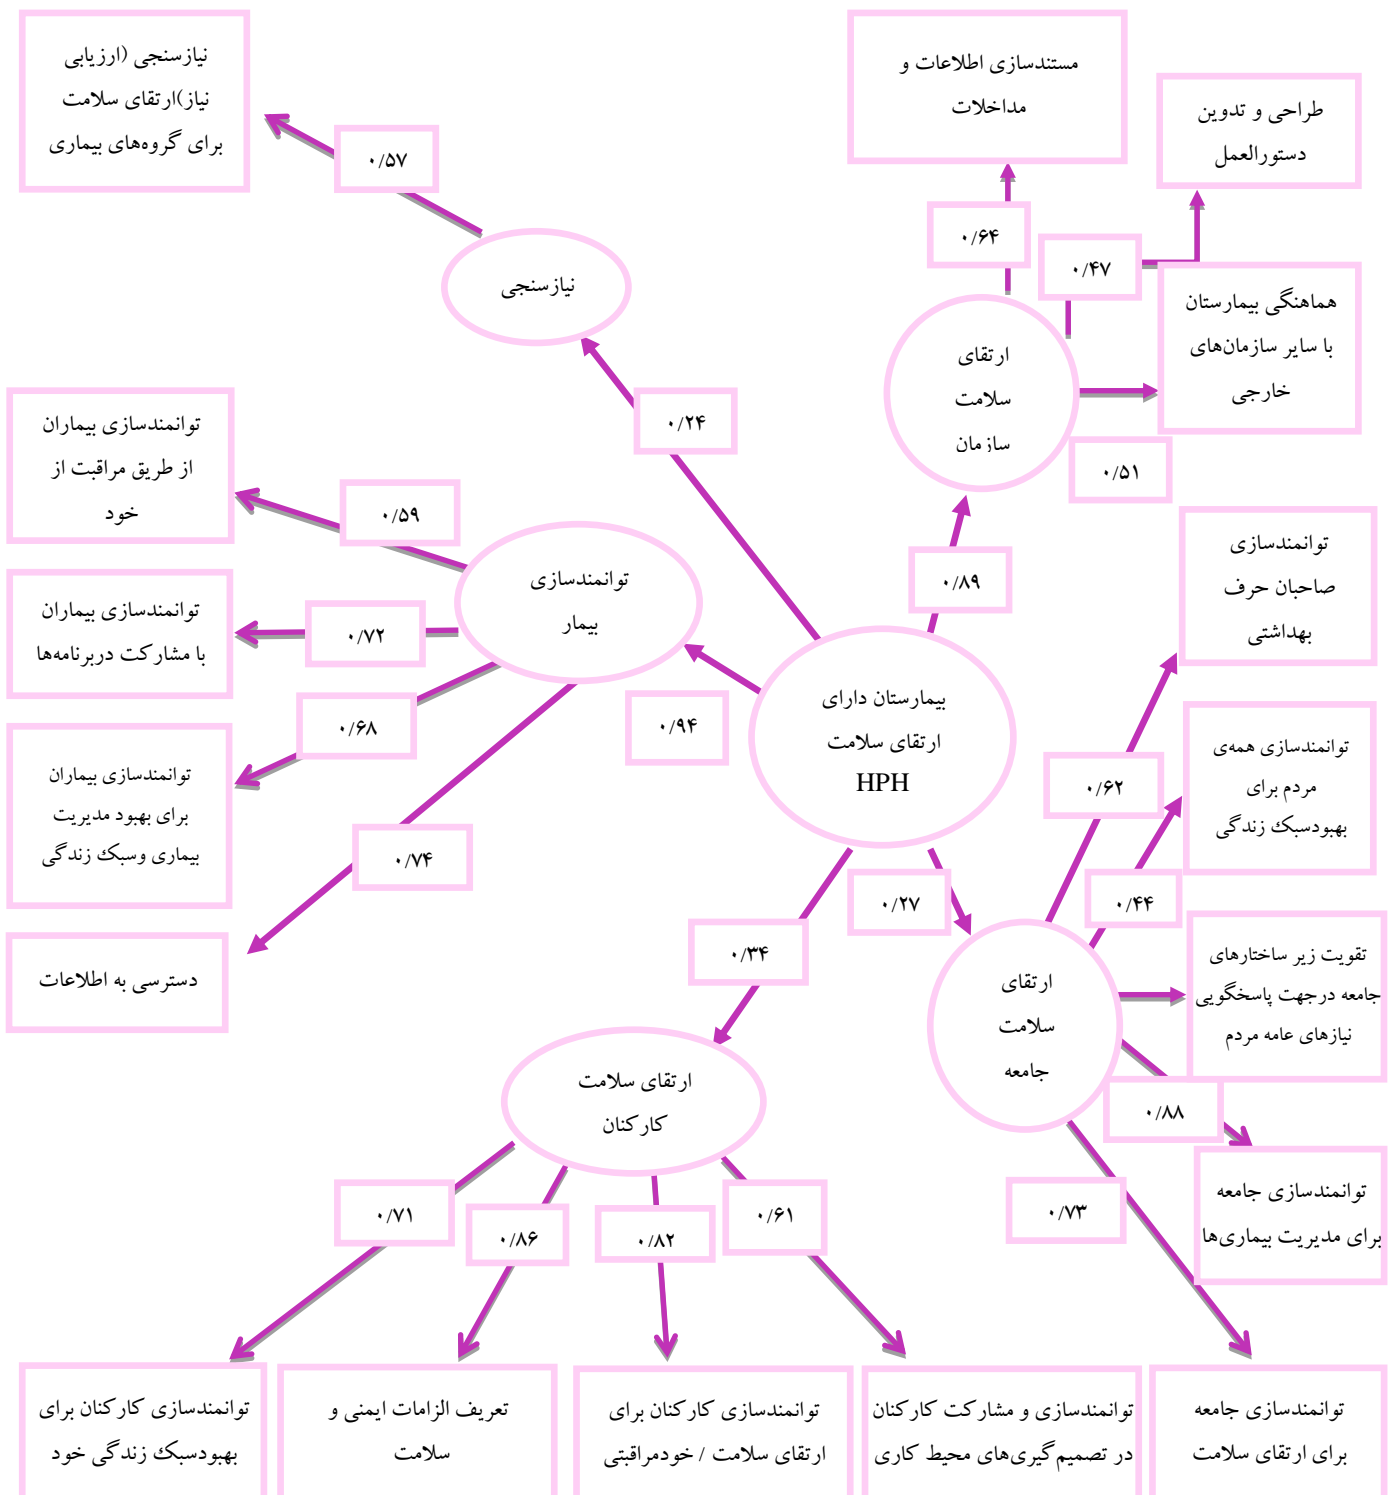 نیازسنجی (ارزیابی
نیاز)ارتقای سلامت
برای گروه‌های بیماری
مستندسازی اطلاعات و
مداخلات
طراحی و تدوین
دستورالعمل
۰/۵۷
۰/۶۴
۰/۴۷
نیازسنجی
هماهنگی بیمارستان
با سایر سازمان‌های
خارجی
ارتقای
سلامت
سازمان
۰/۲۴
۰/۵۱
توانمندسازی بیماران
از طریق مراقبت از
خود
۰/۵۹
توانمندسازی
صاحبان حرف
بهداشتی
توانمندسازی
بیمار
۰/۸۹
توانمندسازی بیماران
با مشارکت دربرنامه‌ها
۰/۷۲
۰/۶۸
۰/۹۴
بیمارستان دارای
ارتقای سلامت
HPH
توانمندسازی همه‌ی
مردم برای
بهبودسبک زندگی
۰/۶۲
توانمندسازی بیماران
برای بهبود مدیریت
بیماری وسبک زندگی
۰/۷۴
۰/۲۷
۰/۴۴
۰/۳۴
تقویت زیر ساختارهای
جامعه درجهت پاسخگویی
نیازهای عامه مردم
دسترسی به اطلاعات
ارتقای
سلامت
جامعه
ارتقای سلامت
کارکنان
۰/۸۸
توانمندسازی جامعه
برای مدیریت بیماری‌ها
۰/۷۱
۰/۸۶
۰/۸۲
۰/۶۱
۰/۷۳
توانمندسازی کارکنان برای
بهبودسبک زندگی خود
تعریف الزامات ایمنی و
سلامت
توانمندسازی کارکنان برای
ارتقای سلامت / خودمراقبتی
توانمندسازی و مشارکت کارکنان
در تصمیم‌گیری‌های محیط کاری
توانمندسازی جامعه
برای ارتقای سلامت